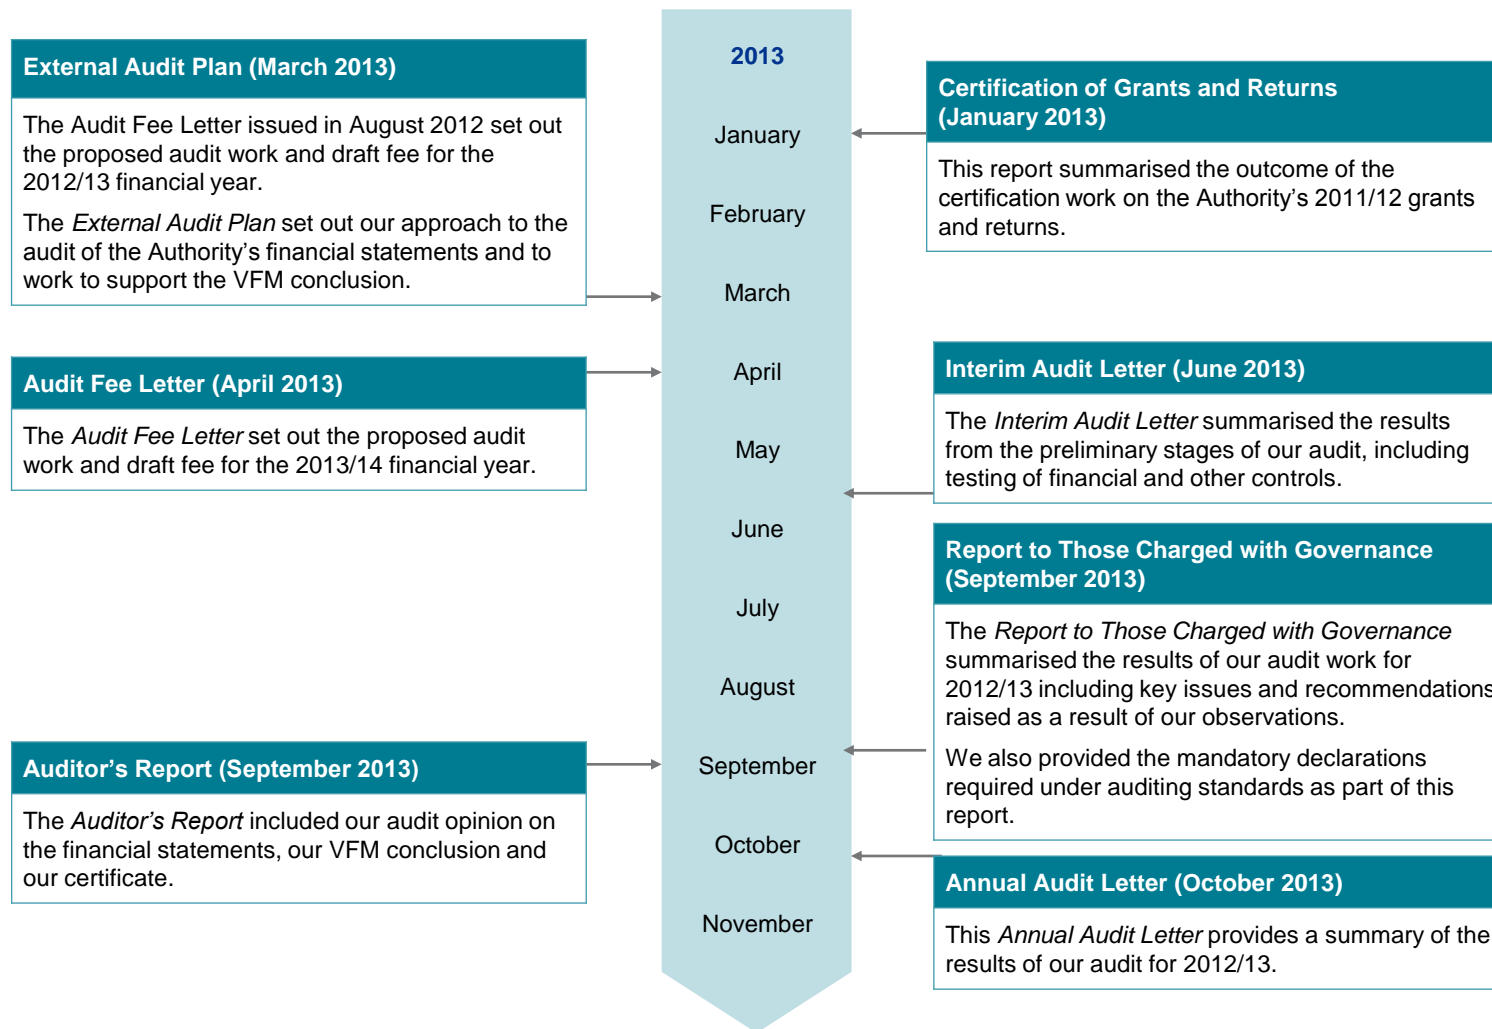 External Audit Plan (March 2013)
The Audit Fee Letter issued in August 2012 set out
the proposed audit work and draft fee for the
2012/13 financial year.
The External Audit Plan set out our approach to the
audit of the Authority’s financial statements and to
work to support the VFM conclusion.
Audit Fee Letter (April 2013)
The Audit Fee Letter set out the proposed audit
work and draft fee for the 2013/14 financial year.
Auditor’s Report (September 2013)
The Auditor’s Report included our audit opinion on
the financial statements, our VFM conclusion and
our certificate.
2013
January
February
March
April
May
June
July
August
September
October
November
Certification of Grants and Returns
(January 2013)
This report summarised the outcome of the
certification work on the Authority’s 2011/12 grants
and returns.
Interim Audit Letter (June 2013)
The Interim Audit Letter summarised the results
from the preliminary stages of our audit, including
testing of financial and other controls.
Report to Those Charged with Governance
(September 2013)
The Report to Those Charged with Governance
summarised the results of our audit work for
2012/13 including key issues and recommendations
raised as a result of our observations.
We also provided the mandatory declarations
required under auditing standards as part of this
report.
Annual Audit Letter (October 2013)
This Annual Audit Letter provides a summary of the
results of our audit for 2012/13.